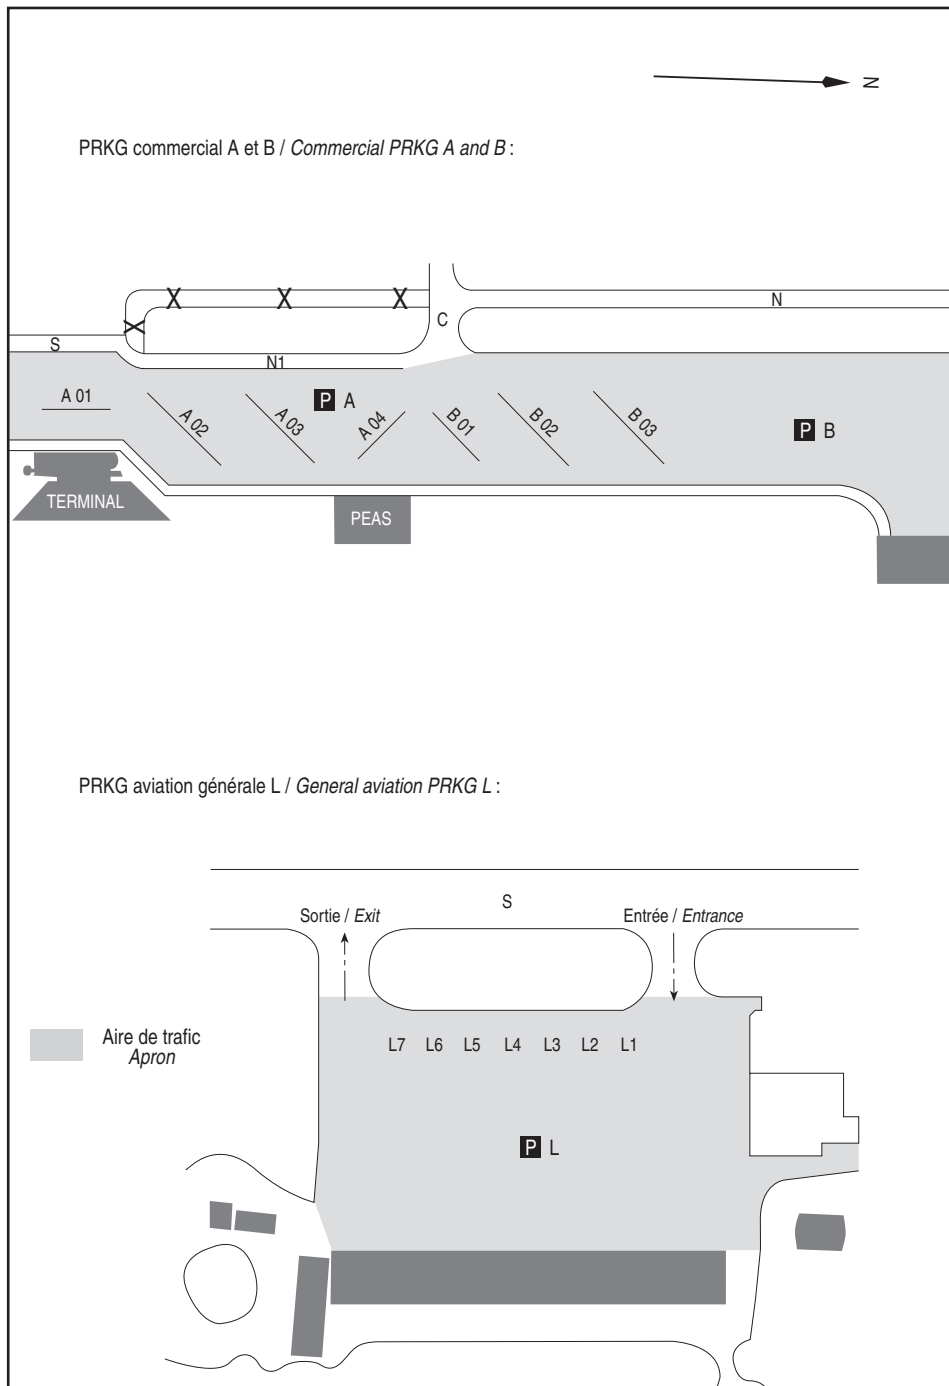 N
PRKG commercial A et B / Commercial PRKG A and B :
X X X
N
X
C
S
N1
A 01
P A
A 02
A 03
A 04
B 01
B 02
B 03
P B
TERMINAL
PEAS
PRKG aviation générale L / General aviation PRKG L :
S
Sortie / Exit
Entrée / Entrance
Aire de trafic
Apron
L7 L6 L5 L4 L3 L2 L1
P L